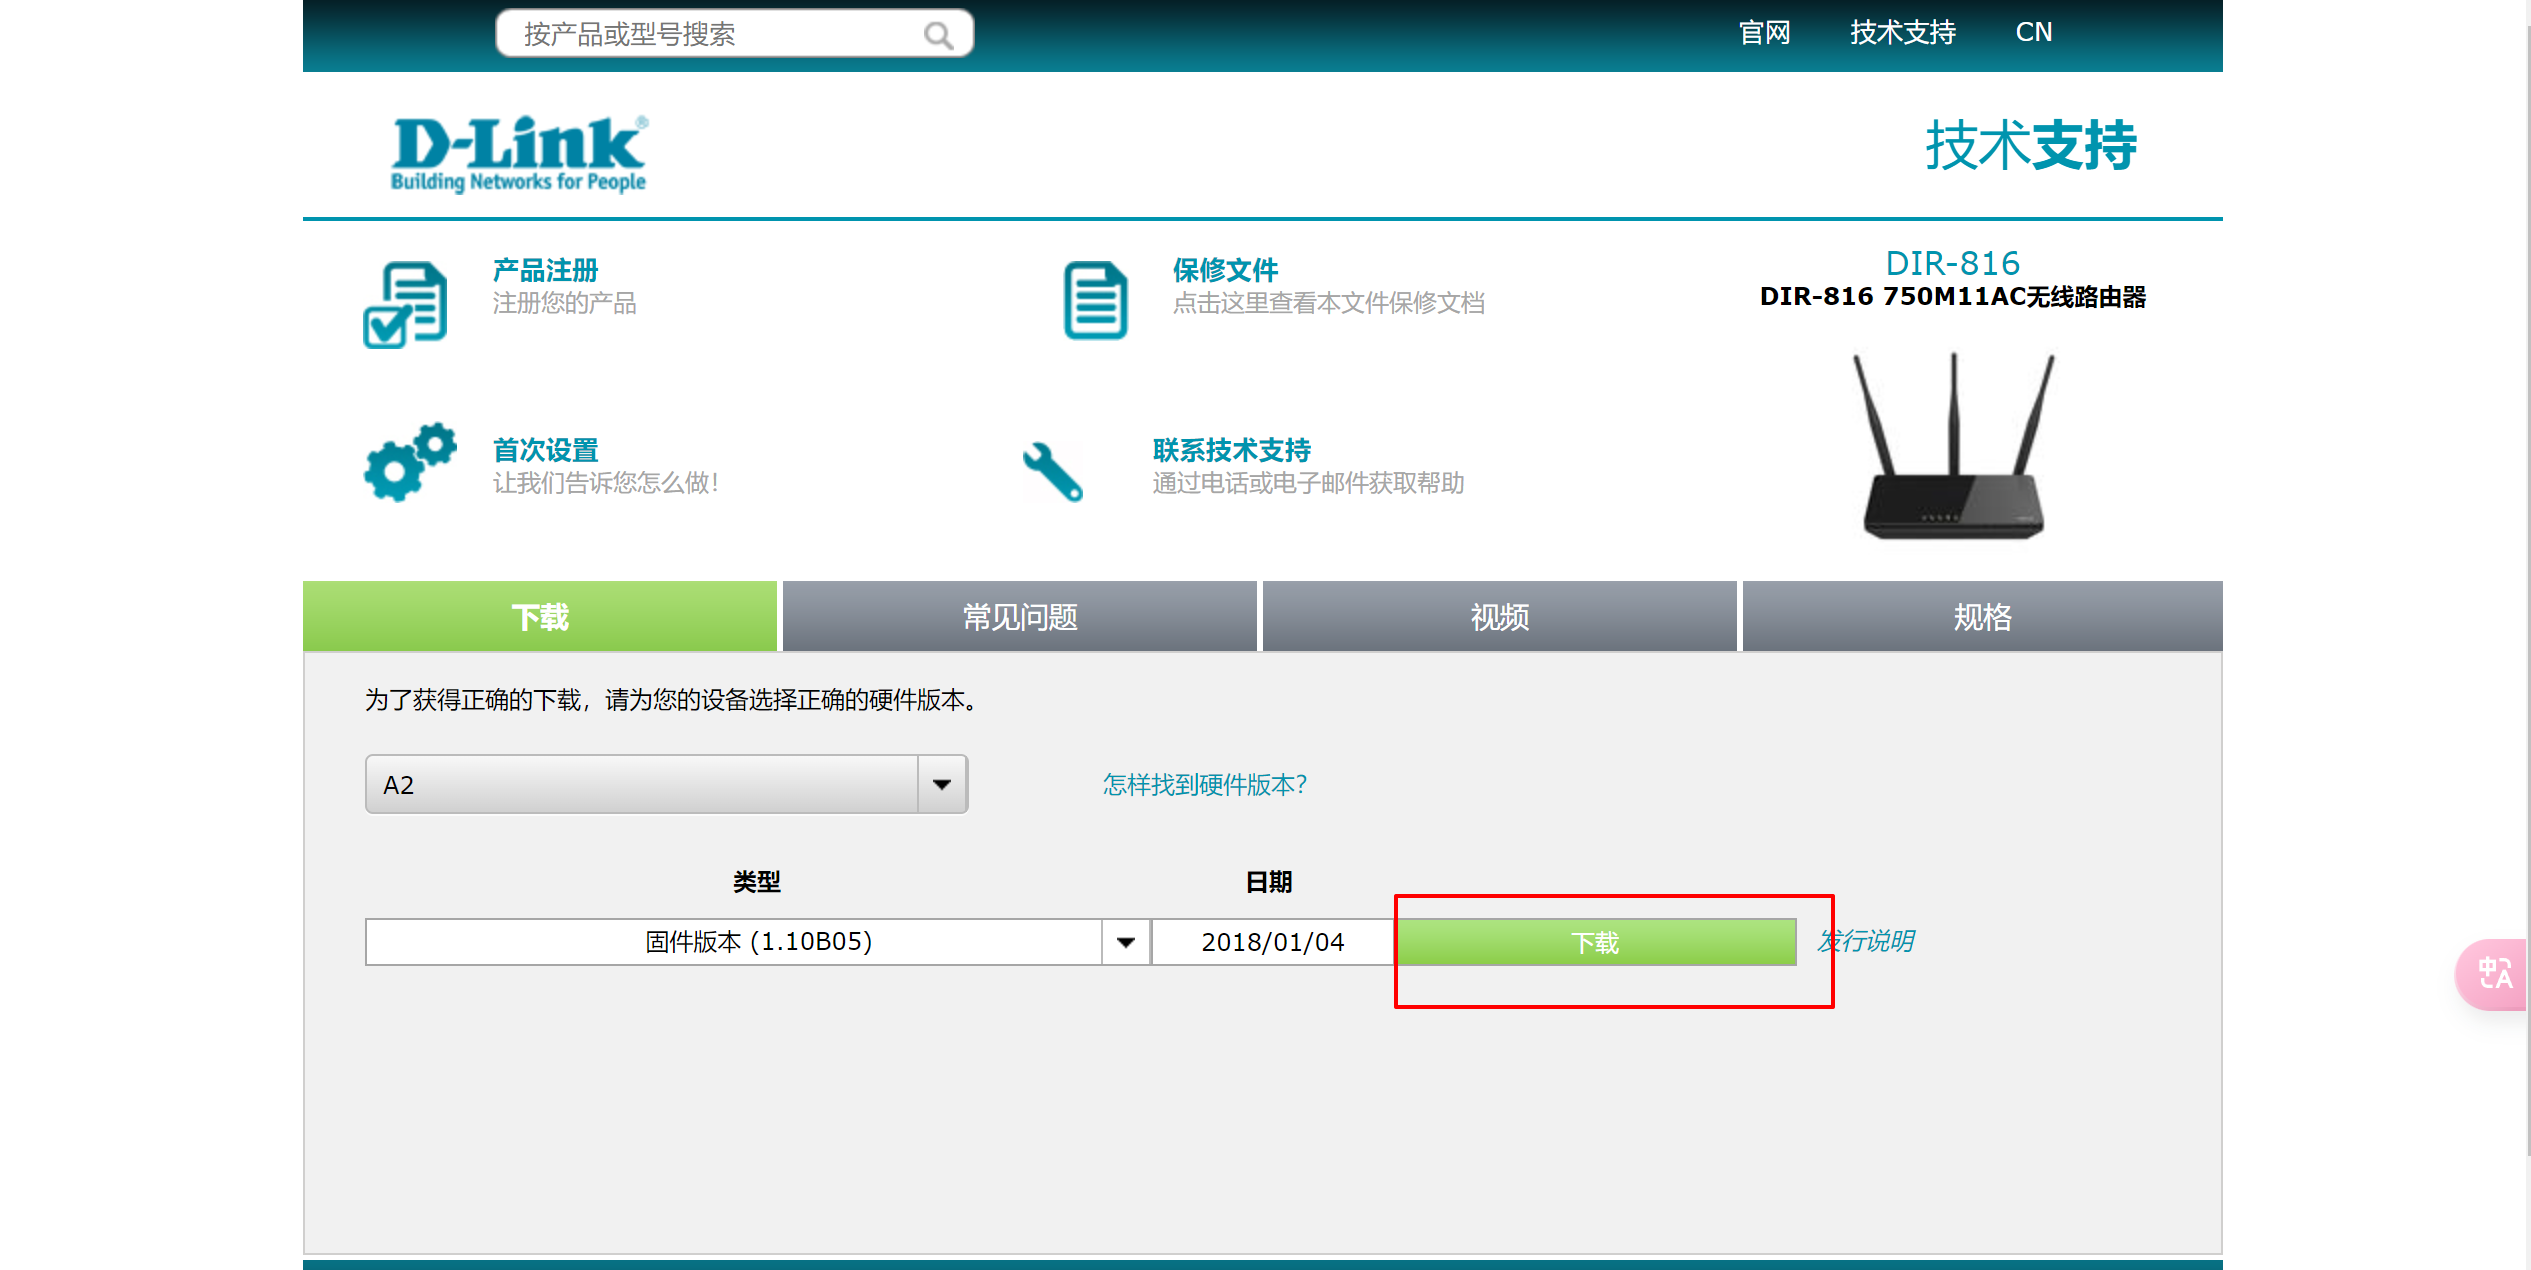 按产品或型号搜索
官网 技术支持 CN
D-Link®
Building Networks for People
技术支持
产品注册
注册您的产品
保修文件
点击这里查看本文件保修文档
DIR-816
DIR-816 750M11AC无线路由器
首次设置
让我们告诉您怎么做！
联系技术支持
通过电话或电子邮件获取帮助
下载 常见问题 视频 规格
为了获得正确的下载，请为您的设备选择正确的硬件版本。
A2
怎样找到硬件版本？
类型 日期
固件版本 (1.10B05) 2018/01/04 下载 发行说明
中A